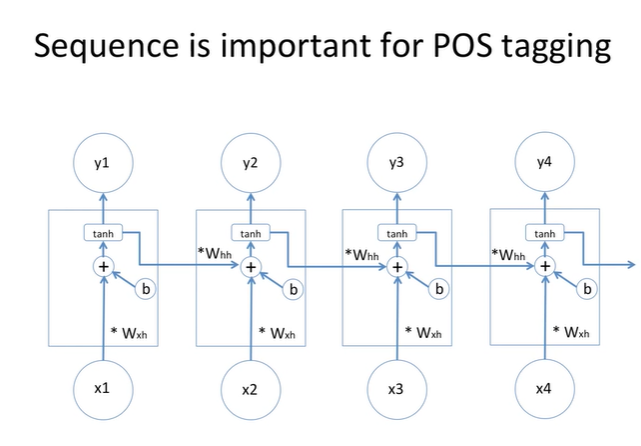 Sequence is important for POS tagging
y1 y2 y3 y4
tanh tanh tanh tanh
*Whh *Whh *Whh
+ + + +
b b b b
* Wxh * Wxh * Wxh * Wxh
x1 x2 x3 x4